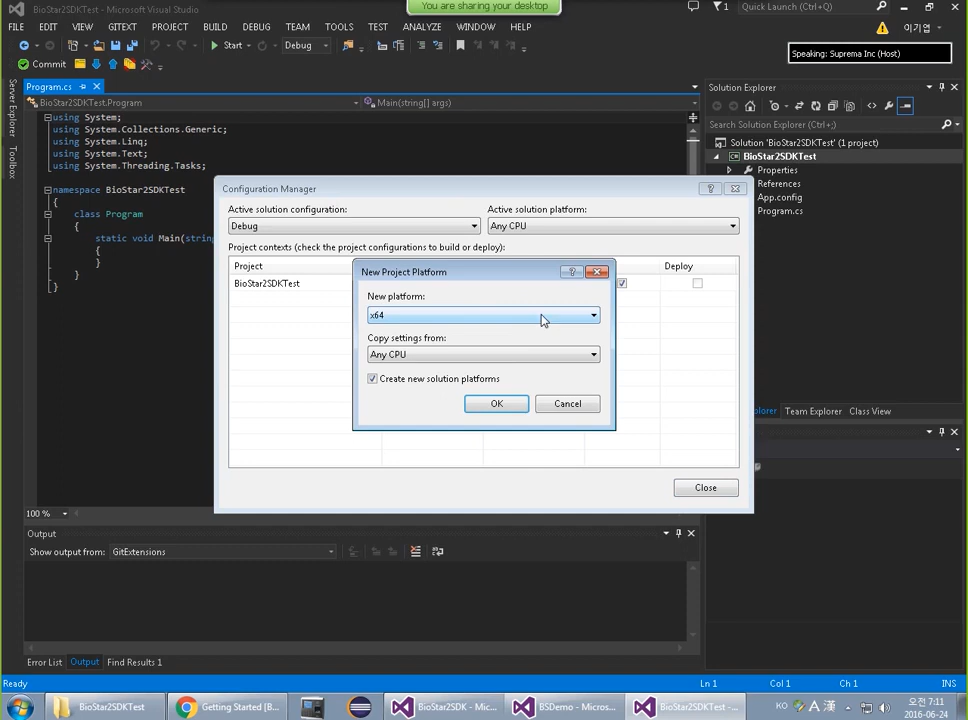 You are sharing your desktop
BioStar2SDKTest - Microsoft Visual Studio
Quick Launch (Ctrl+Q)
FILE EDIT VIEW GITEXT PROJECT BUILD DEBUG TEAM TOOLS TEST ANALYZE WINDOW HELP
이기엽
Start Debug
Speaking: Suprema Inc (Host)
Commit
Server Explorer
Toolbox
Program.cs
BioStar2SDKTest.Program
Main(string[] args)
using System;
using System.Collections.Generic;
using System.Linq;
using System.Text;
using System.Threading.Tasks;
namespace BioStar2SDKTest
{
class Program
{
static void Main(string
{
}
}
}
100 %
Solution Explorer
Search Solution Explorer (Ctrl+;)
Solution 'BioStar2SDKTest' (1 project)
BioStar2SDKTest
Properties
References
App.config
Program.cs
Team Explorer Class View
Configuration Manager
Active solution configuration:
Active solution platform:
Debug
Any CPU
Project contexts (check the project configurations to build or deploy):
Project
Deploy
BioStar2SDKTest
Close
New Project Platform
New platform:
x64
Copy settings from:
Any CPU
Create new solution platforms
OK
Cancel
Output
Show output from:
GitExtensions
Error List Output Find Results 1
Ready
Ln 1
Col 1
Ch 1
INS
BioStar2SDKTest
Getting Started [B...
BioStar2SDK - Mic...
BSDemo - Microso...
BioStar2SDKTest -...
KO
A 漢
오전 7:11
2016-06-24